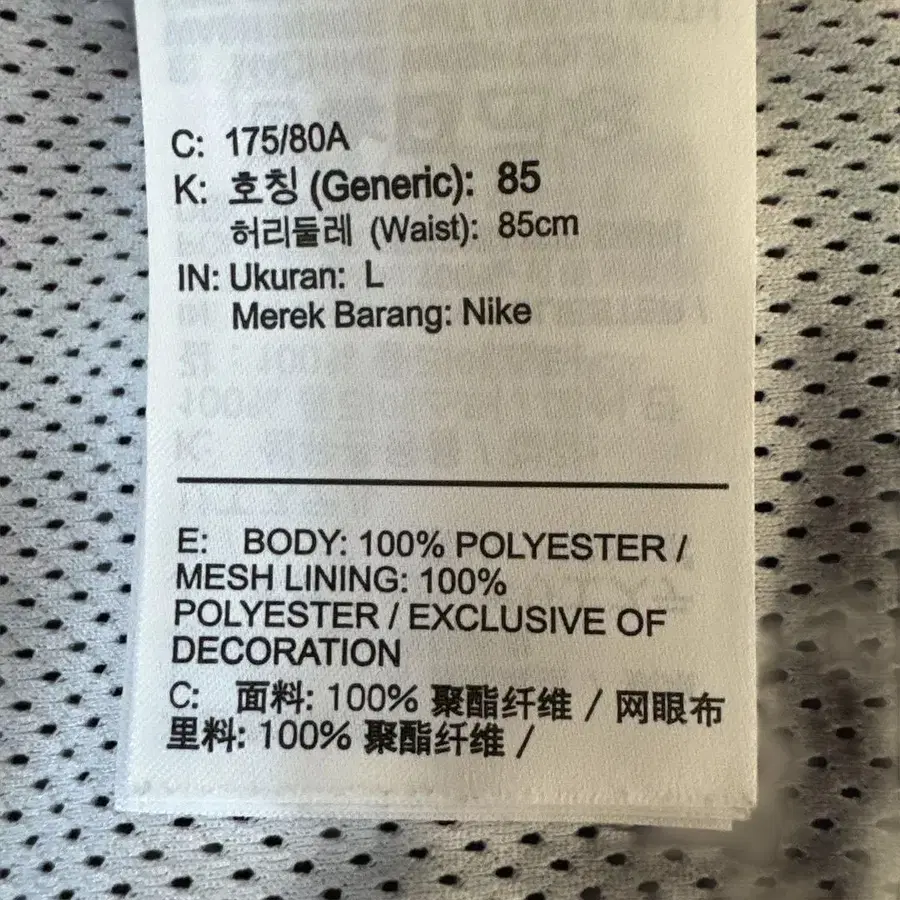 C: 175/80A
K: 호칭 (Generic): 85
허리둘레 (Waist): 85cm
IN: Ukuran: L
Merek Barang: Nike
E: BODY: 100% POLYESTER /
MESH LINING: 100%
POLYESTER / EXCLUSIVE OF
DECORATION
C: 面料: 100% 聚酯纤维 / 网眼布
里料: 100% 聚酯纤维 /